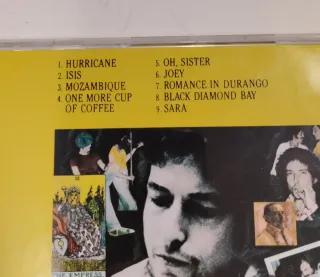 1. HURRICANE
2. ISIS
3. MOZAMBIQUE
4. ONE MORE CUP
OF COFFEE
5. OH, SISTER
6. JOEY
7. ROMANCE IN DURANGO
8. BLACK DIAMOND BAY
9. SARA
THE EMPRESS